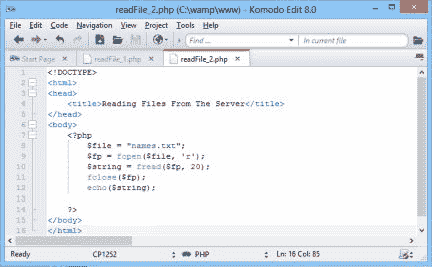 readFile_2.php (C:\wamp\www) - Komodo Edit 8.0
File Edit Code Navigation View Project Tools Help
Find ... In current file
Start Page readFile_1.php readFile_2.php
1 <!DOCTYPE>
2 <html>
3 <head>
4 <title>Reading Files From The Server</title>
5 </head>
6 <body>
7 <?php
8 $file = "names.txt";
9 $fp = fopen($file, 'r');
10 $string = fread($fp, 20);
11 fclose($fp);
12 echo($string);
13
14 ?>
15 </body>
16 </html>
Ready CP1252 PHP Ln: 16 Col: 85